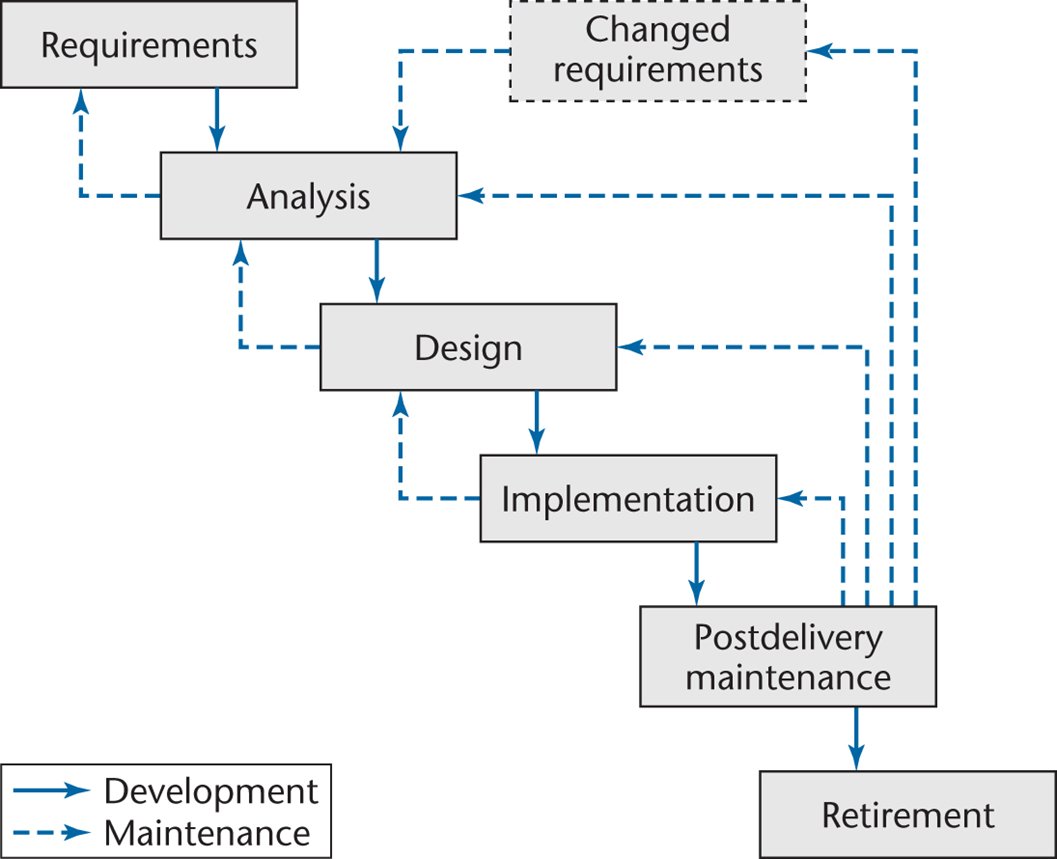 Requirements
Changed
requirements
Analysis
Design
Implementation
Postdelivery
maintenance
Retirement
Development
Maintenance